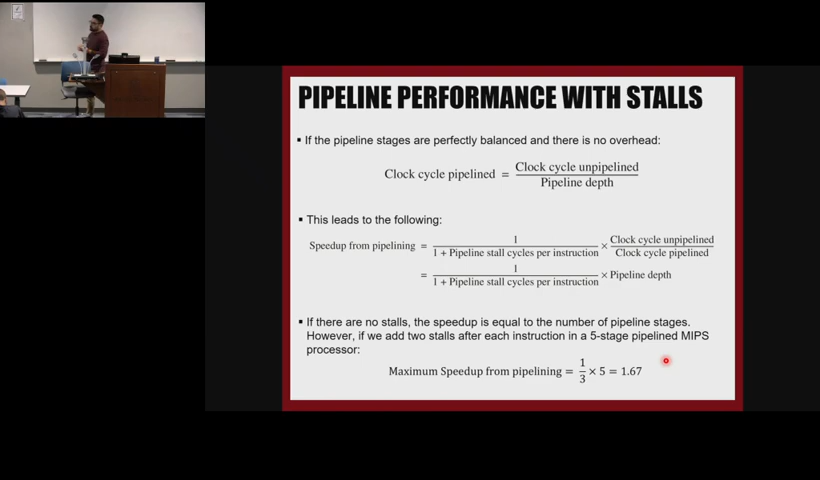 PIPELINE PERFORMANCE WITH STALLS
▪ If the pipeline stages are perfectly balanced and there is no overhead:
Clock cycle pipelined = Clock cycle unpipelined / Pipeline depth
▪ This leads to the following:
Speedup from pipelining = 1 / 1 + Pipeline stall cycles per instruction × Clock cycle unpipelined / Clock cycle pipelined
= 1 / 1 + Pipeline stall cycles per instruction × Pipeline depth
▪ If there are no stalls, the speedup is equal to the number of pipeline stages.
However, if we add two stalls after each instruction in a 5-stage pipelined MIPS
processor:
Maximum Speedup from pipelining = 1/3 × 5 = 1.67